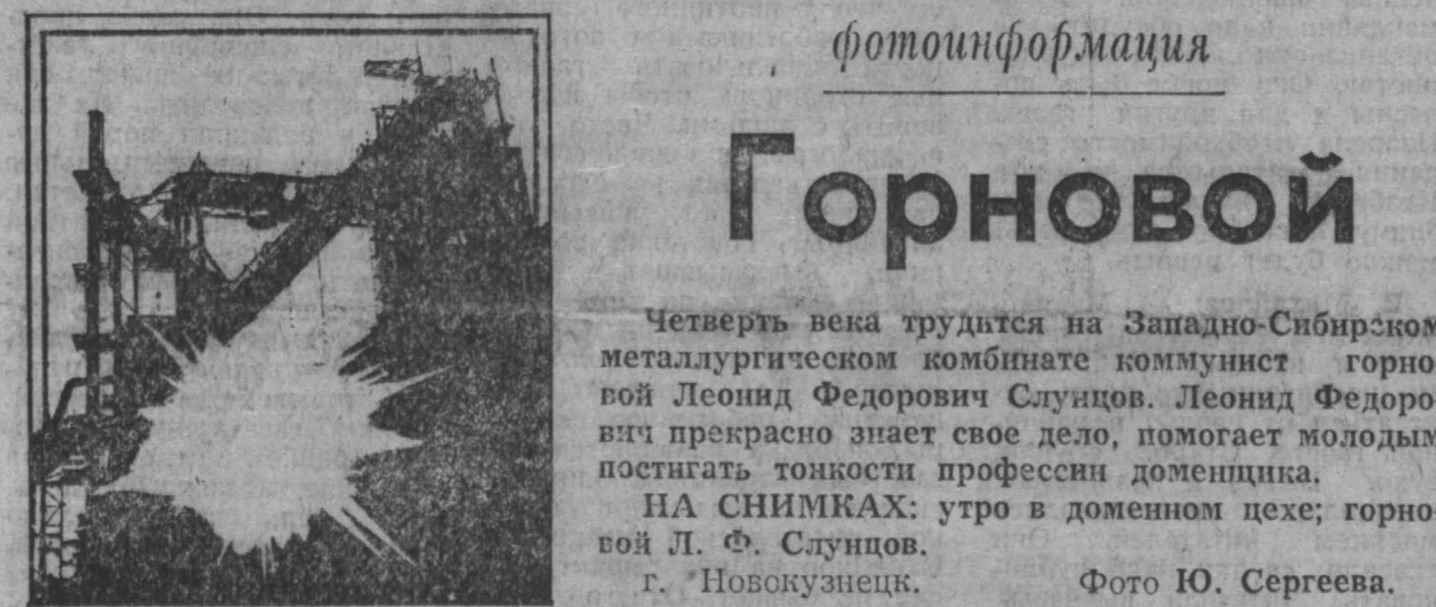 фотоинформация
Горновой
Четверть века трудится на Западно-Сибирском
металлургическом комбинате коммунист горно-
вой Леонид Федорович Слунцов. Леонид Федоро-
вич прекрасно знает свое дело, помогает молодым
постигать тонкости профессии доменщика.
НА СНИМКАХ: утро в доменном цехе; горно-
вой Л. Ф. Слунцов.
г. Новокузнецк. Фото Ю. Сергеева.